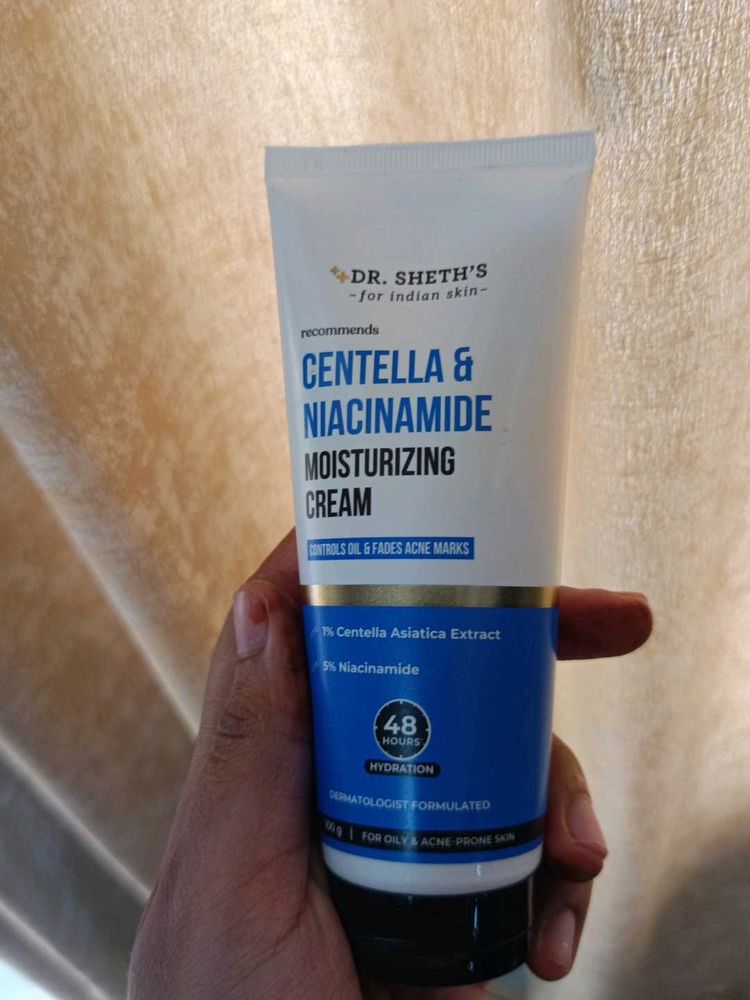 DR. SHETH'S
-for indian skin-
recommends
CENTELLA &
NIACINAMIDE
MOISTURIZING
CREAM
CONTROLS OIL & FADES ACNE MARKS
1% Centella Asiatica Extract
5% Niacinamide
48
HOURS*
HYDRATION
DERMATOLOGIST FORMULATED
100 g | FOR OILY & ACNE-PRONE SKIN